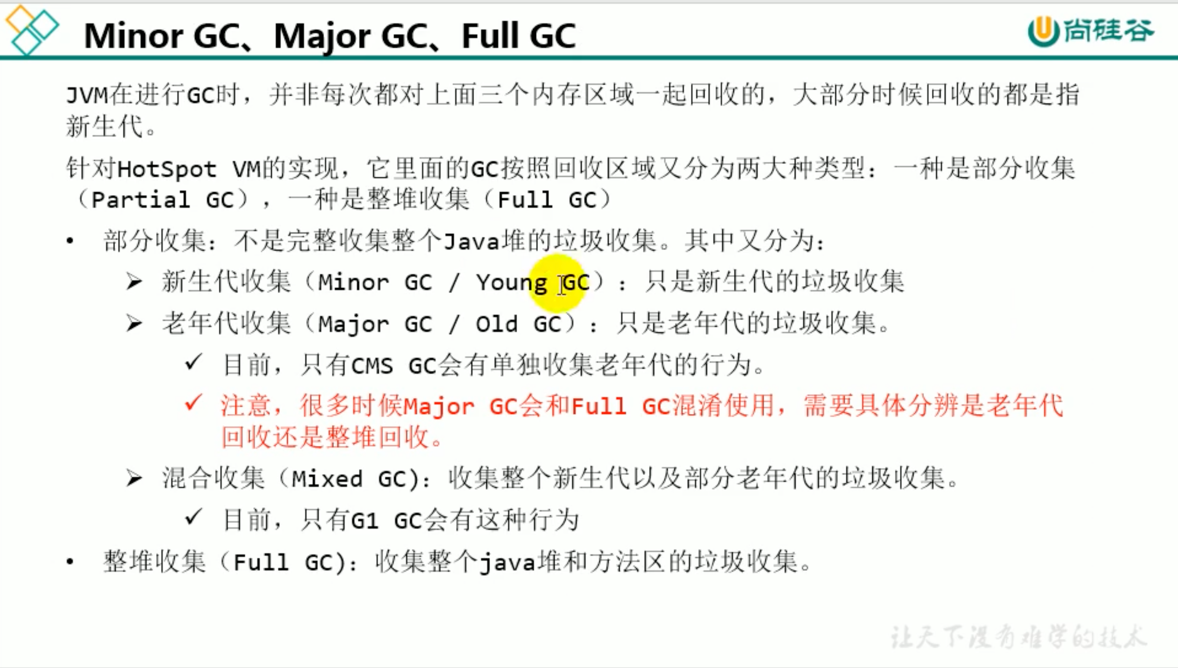 Minor GC、Major GC、Full GC
尚硅谷
JVM在进行GC时，并非每次都对上面三个内存区域一起回收的，大部分时候回收的都是指
新生代。
针对HotSpot VM的实现，它里面的GC按照回收区域又分为两大种类型：一种是部分收集
（Partial GC），一种是整堆收集（Full GC）
• 部分收集：不是完整收集整个Java堆的垃圾收集。其中又分为：
➢ 新生代收集（Minor GC / Young GC）：只是新生代的垃圾收集
➢ 老年代收集（Major GC / Old GC）：只是老年代的垃圾收集。
✓ 目前，只有CMS GC会有单独收集老年代的行为。
✓ 注意，很多时候Major GC会和Full GC混淆使用，需要具体分辨是老年代
回收还是整堆回收。
➢ 混合收集（Mixed GC)：收集整个新生代以及部分老年代的垃圾收集。
✓ 目前，只有G1 GC会有这种行为
• 整堆收集（Full GC)：收集整个java堆和方法区的垃圾收集。
让天下没有难学的技术